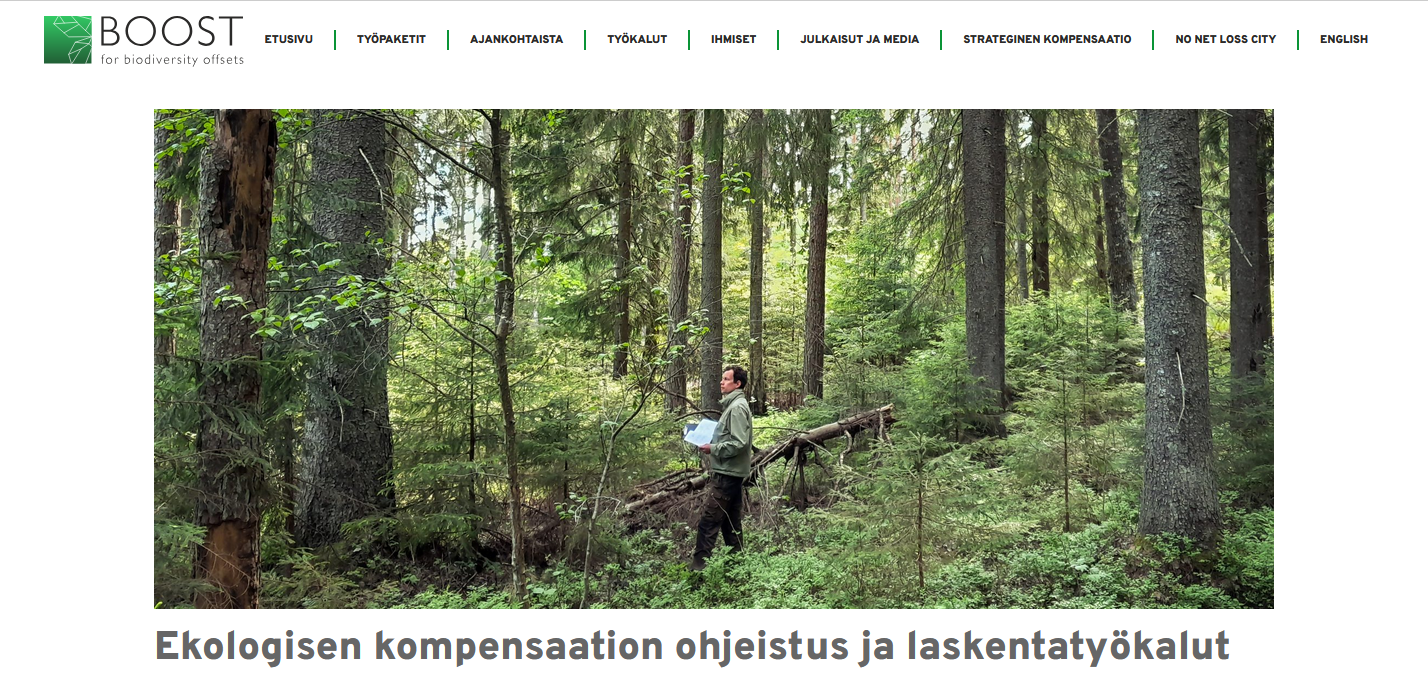 BOOST
for biodiversity offsets
ETUSIVU
TYÖPAKETIT
AJANKOHTAISTA
TYÖKALUT
IHMISET
JULKAISUT JA MEDIA
STRATEGINEN KOMPENSAATIO
NO NET LOSS CITY
ENGLISH
Ekologisen kompensaation ohjeistus ja laskentatyökalut